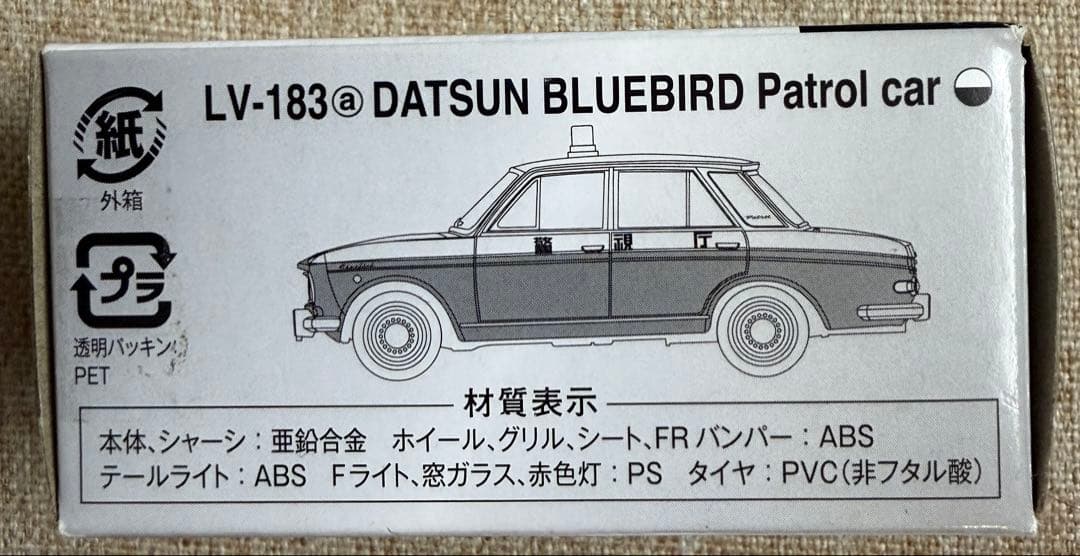 LV-183ⓐ DATSUN BLUEBIRD Patrol car
紙
外箱
プラ
透明パッキン
PET
警視庁
材質表示
本体、シャーシ：亜鉛合金 ホイール、グリル、シート、FRバンパー：ABS
テールライト：ABS Fライト、窓ガラス、赤色灯：PS タイヤ：PVC（非フタル酸）